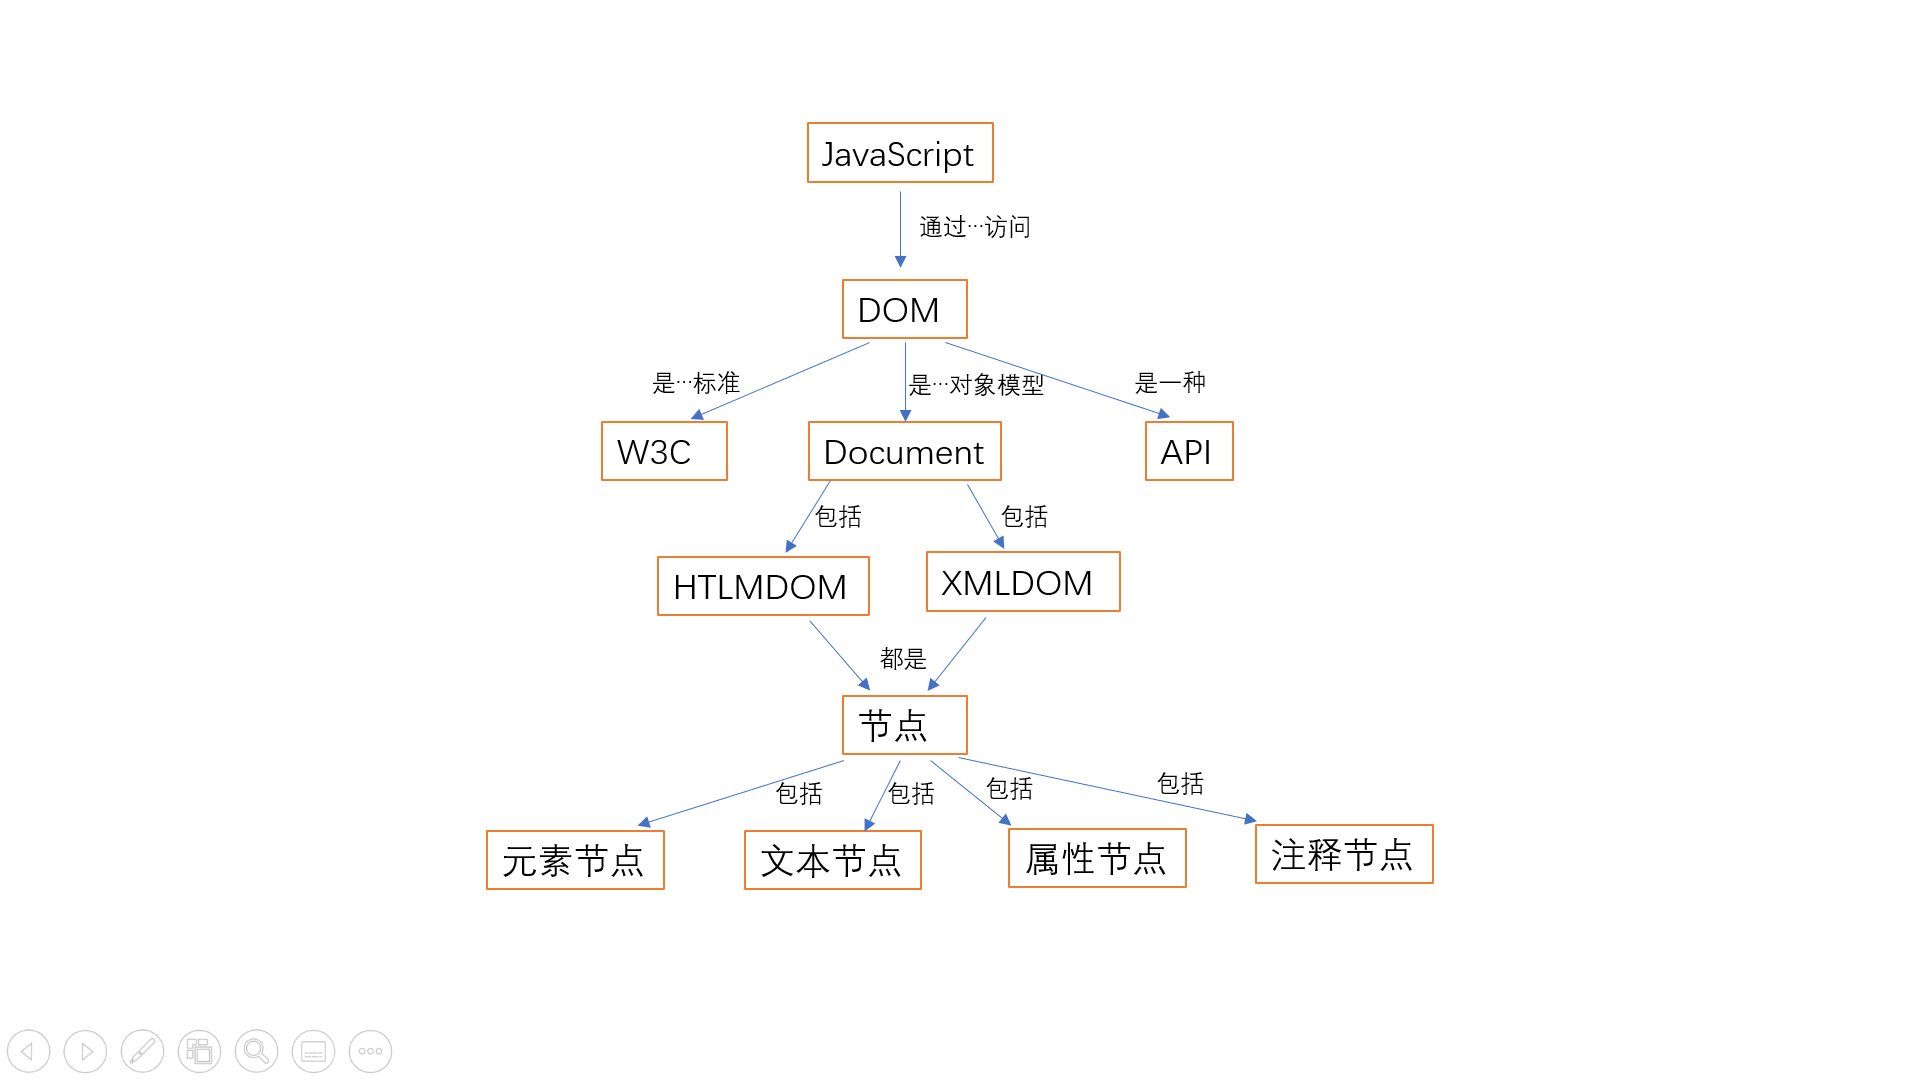 JavaScript
通过…访问
DOM
是…标准
是…对象模型
是一种
W3C
Document
API
包括
包括
HTLMDOM
XMLDOM
都是
节点
包括
包括
包括
包括
元素节点
文本节点
属性节点
注释节点